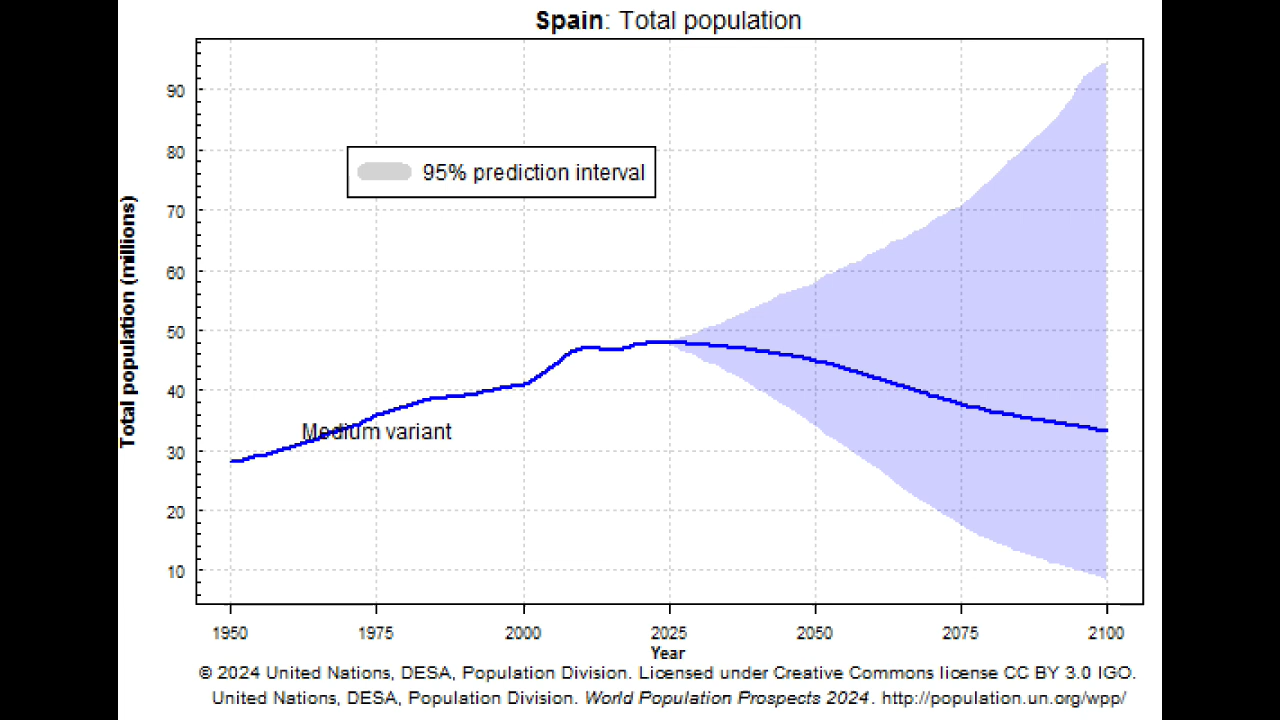 Spain: Total population
95% prediction interval
Medium variant
Total population (millions)
90
80
70
60
50
40
30
20
10
1950 1975 2000 2025 2050 2075 2100
Year
© 2024 United Nations, DESA, Population Division. Licensed under Creative Commons license CC BY 3.0 IGO.
United Nations, DESA, Population Division. World Population Prospects 2024. http://population.un.org/wpp/